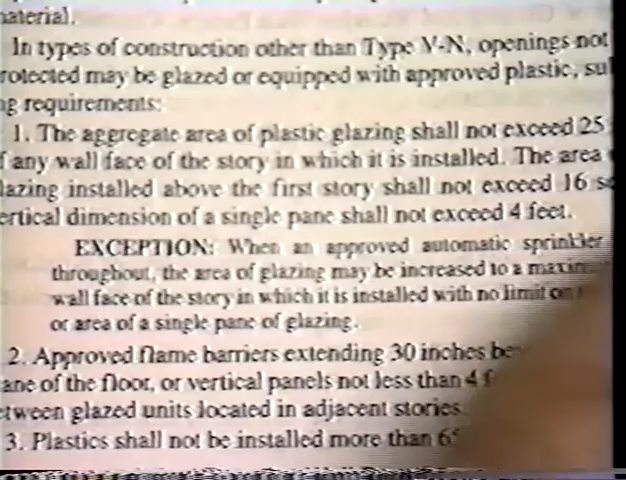 naterial.
In types of construction other than Type V-N, openings not
rotected may be glazed or equipped with approved plastic, su
ng requirements:
1. The aggregate area of plastic glazing shall not exceed 25
f any wall face of the story in which it is installed. The area
lazing installed above the first story shall not exceed 16 s
ertical dimension of a single pane shall not exceed 4 feet.
EXCEPTION: When an approved automatic sprinkler
throughout, the area of glazing may be increased to a maxim
wall face of the story in which it is installed with no limit on
or area of a single pane of glazing.
2. Approved flame barriers extending 30 inches be
ane of the floor, or vertical panels not less than 4 f
etween glazed units located in adjacent stories.
3. Plastics shall not be installed more than 65